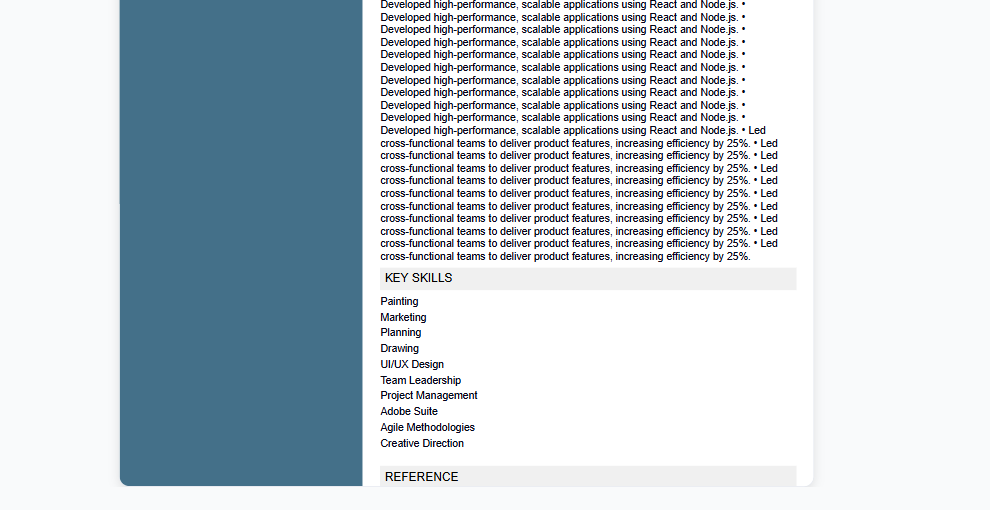 Developed high-performance, scalable applications using React and Node.js. •
Developed high-performance, scalable applications using React and Node.js. •
Developed high-performance, scalable applications using React and Node.js. •
Developed high-performance, scalable applications using React and Node.js. •
Developed high-performance, scalable applications using React and Node.js. •
Developed high-performance, scalable applications using React and Node.js. •
Developed high-performance, scalable applications using React and Node.js. •
Developed high-performance, scalable applications using React and Node.js. •
Developed high-performance, scalable applications using React and Node.js. •
Developed high-performance, scalable applications using React and Node.js. •
Developed high-performance, scalable applications using React and Node.js. • Led
cross-functional teams to deliver product features, increasing efficiency by 25%. • Led
cross-functional teams to deliver product features, increasing efficiency by 25%. • Led
cross-functional teams to deliver product features, increasing efficiency by 25%. • Led
cross-functional teams to deliver product features, increasing efficiency by 25%. • Led
cross-functional teams to deliver product features, increasing efficiency by 25%. • Led
cross-functional teams to deliver product features, increasing efficiency by 25%. • Led
cross-functional teams to deliver product features, increasing efficiency by 25%. • Led
cross-functional teams to deliver product features, increasing efficiency by 25%. • Led
cross-functional teams to deliver product features, increasing efficiency by 25%. • Led
cross-functional teams to deliver product features, increasing efficiency by 25%.
KEY SKILLS
Painting
Marketing
Planning
Drawing
UI/UX Design
Team Leadership
Project Management
Adobe Suite
Agile Methodologies
Creative Direction
REFERENCE